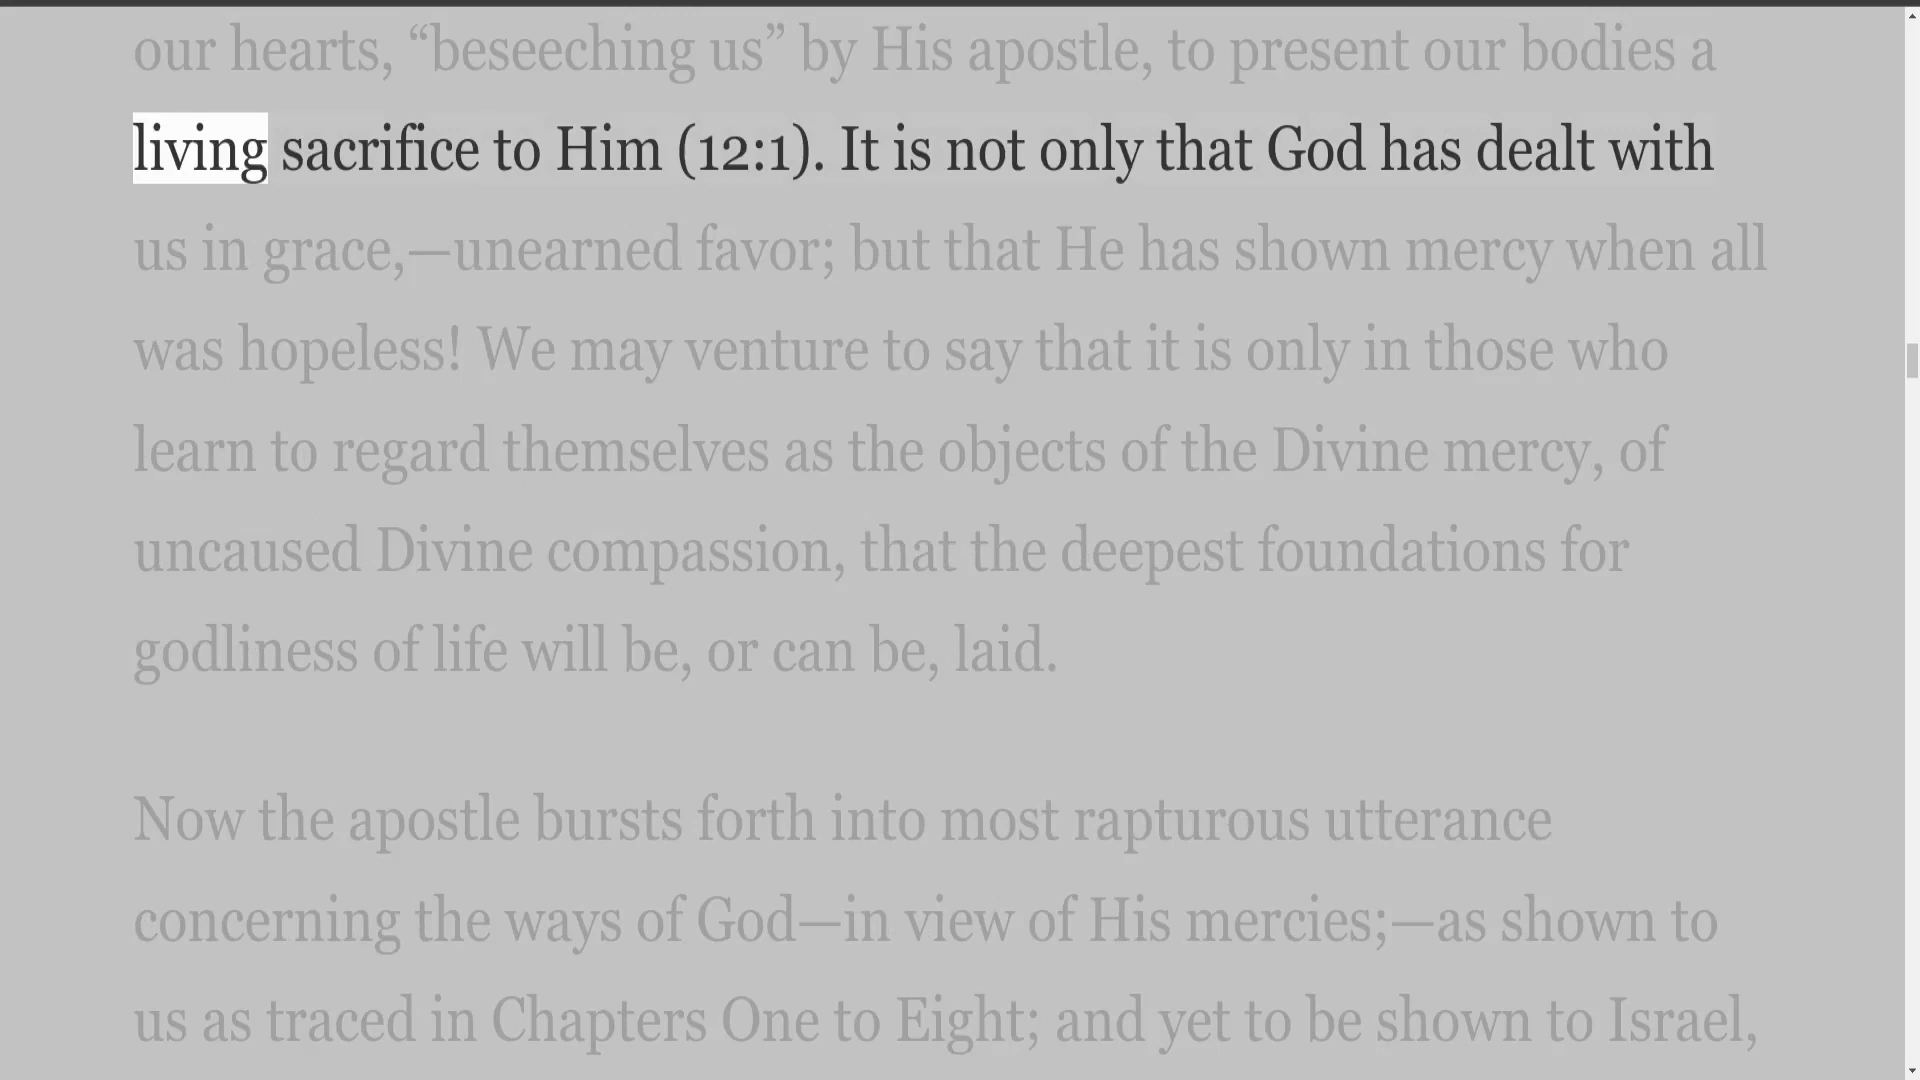 our hearts, “beseeching us” by His apostle, to present our bodies a
living sacrifice to Him (12:1). It is not only that God has dealt with
us in grace,—unearned favor; but that He has shown mercy when all
was hopeless! We may venture to say that it is only in those who
learn to regard themselves as the objects of the Divine mercy, of
uncaused Divine compassion, that the deepest foundations for
godliness of life will be, or can be, laid.
Now the apostle bursts forth into most rapturous utterance
concerning the ways of God—in view of His mercies;—as shown to
us as traced in Chapters One to Eight; and yet to be shown to Israel,